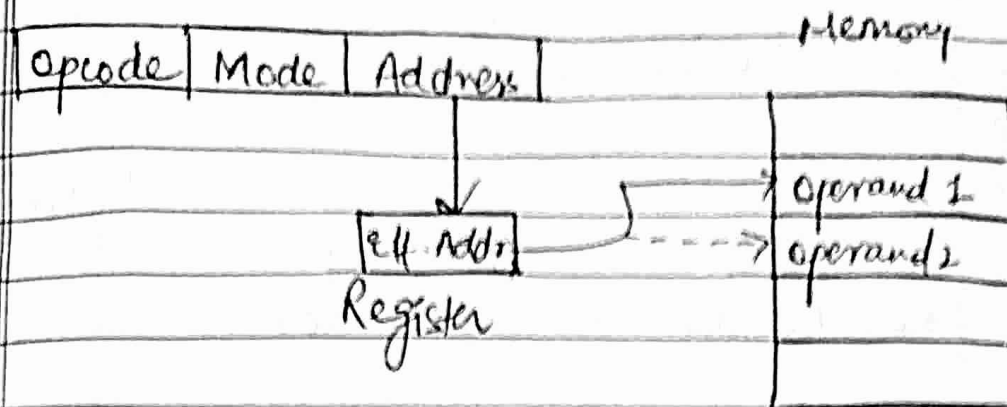 Memory
Opcode Mode Address
Operand 1
Eff. Addr
Operand 2
Register